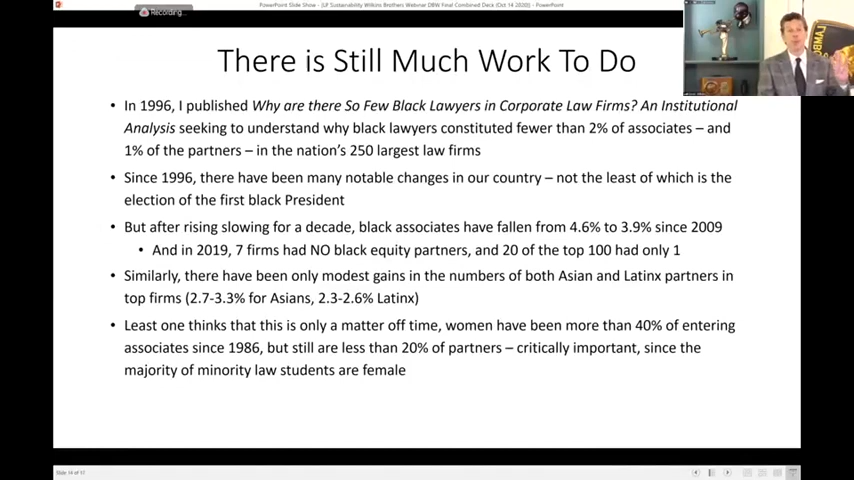 PowerPoint Slide Show - [LF Sustainability Wilkins Brothers Webinar DBW Final Combined Deck (Oct 14 2020)] - PowerPoint
Recording...
There is Still Much Work To Do
• In 1996, I published Why are there So Few Black Lawyers in Corporate Law Firms? An Institutional
Analysis seeking to understand why black lawyers constituted fewer than 2% of associates – and
1% of the partners – in the nation's 250 largest law firms
• Since 1996, there have been many notable changes in our country – not the least of which is the
election of the first black President
• But after rising slowing for a decade, black associates have fallen from 4.6% to 3.9% since 2009
• And in 2019, 7 firms had NO black equity partners, and 20 of the top 100 had only 1
• Similarly, there have been only modest gains in the numbers of both Asian and Latinx partners in
top firms (2.7-3.3% for Asians, 2.3-2.6% Latinx)
• Least one thinks that this is only a matter off time, women have been more than 40% of entering
associates since 1986, but still are less than 20% of partners – critically important, since the
majority of minority law students are female